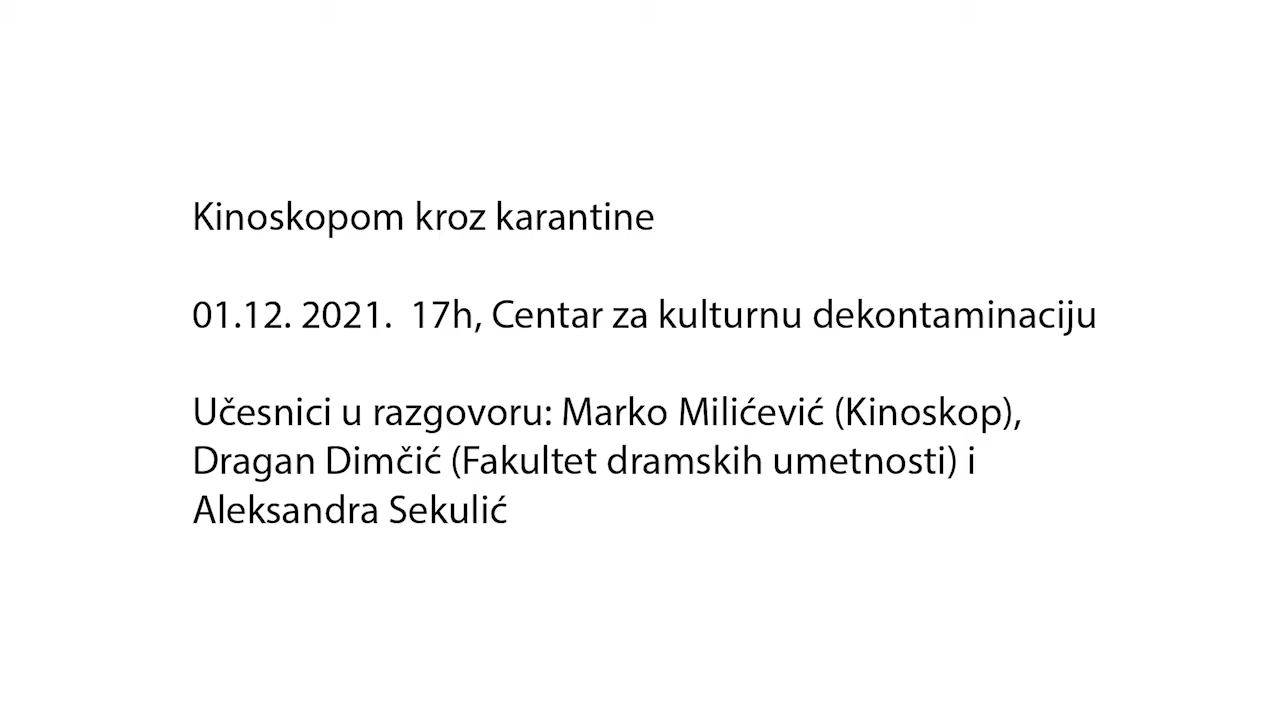 Kinoskopom kroz karantine
01.12. 2021.  17h, Centar za kulturnu dekontaminaciju
Učesnici u razgovoru: Marko Milićević (Kinoskop),
Dragan Dimčić (Fakultet dramskih umetnosti) i
Aleksandra Sekulić